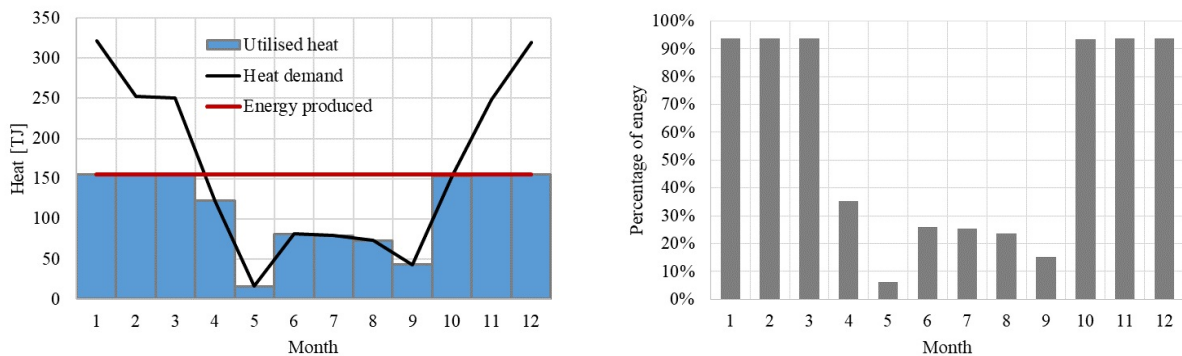 350
300
250
200
150
100
50
0
Heat [TJ]
Utilised heat
Heat demand
Energy produced
1 2 3 4 5 6 7 8 9 10 11 12
Month
100%
90%
80%
70%
60%
50%
40%
30%
20%
10%
0%
Percentage of enegy
1 2 3 4 5 6 7 8 9 10 11 12
Month